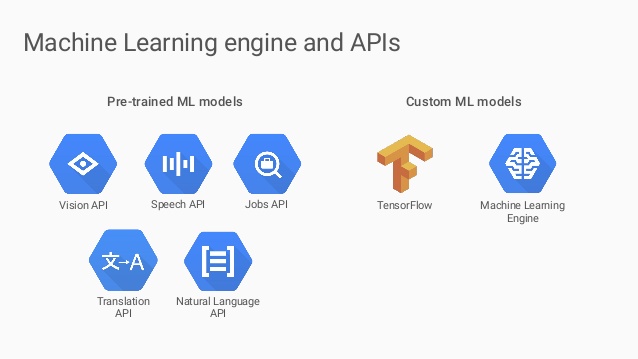 Machine Learning engine and APIs
Pre-trained ML models
Custom ML models
Vision API
Speech API
Jobs API
TensorFlow
Machine Learning
Engine
文→A
Translation
API
Natural Language
API